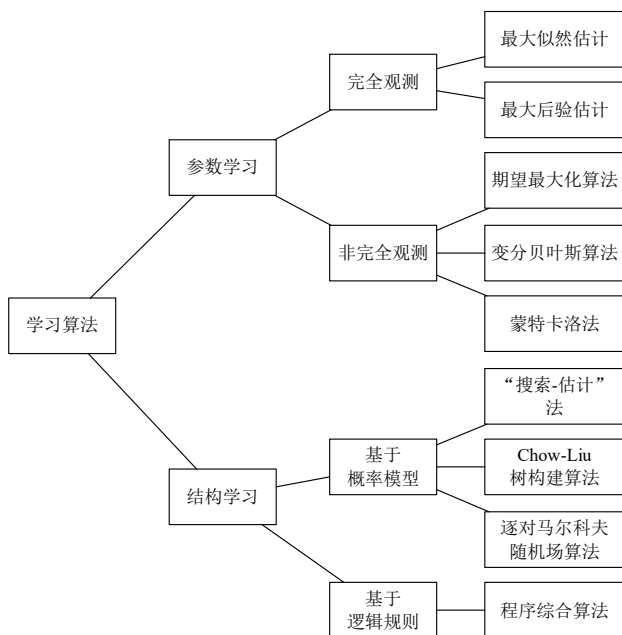 最大似然估计
完全观测
最大后验估计
参数学习
期望最大化算法
非完全观测
变分贝叶斯算法
学习算法
蒙特卡洛法
“搜索-估计”
法
基于
概率模型
Chow-Liu
树构建算法
结构学习
逐对马尔科夫
随机场算法
基于
逻辑规则
程序综合算法